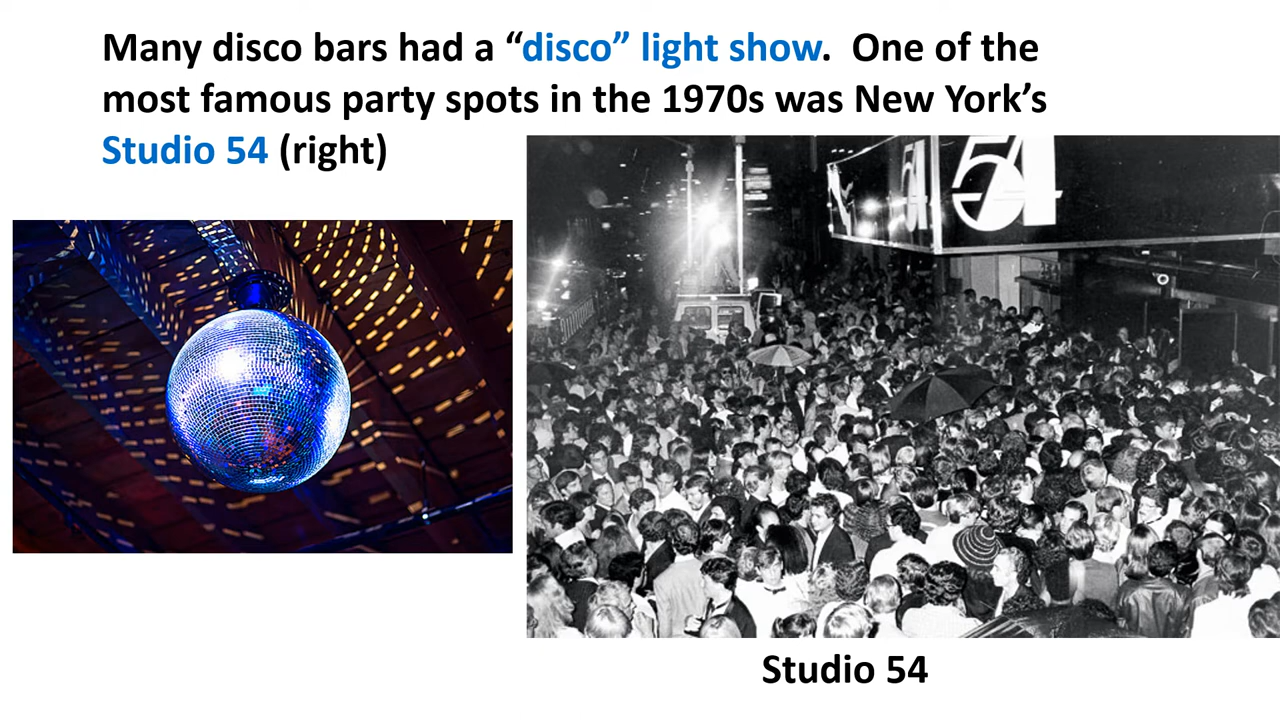 Many disco bars had a “disco” light show.  One of the
most famous party spots in the 1970s was New York’s
Studio 54 (right)
54
54
Studio 54